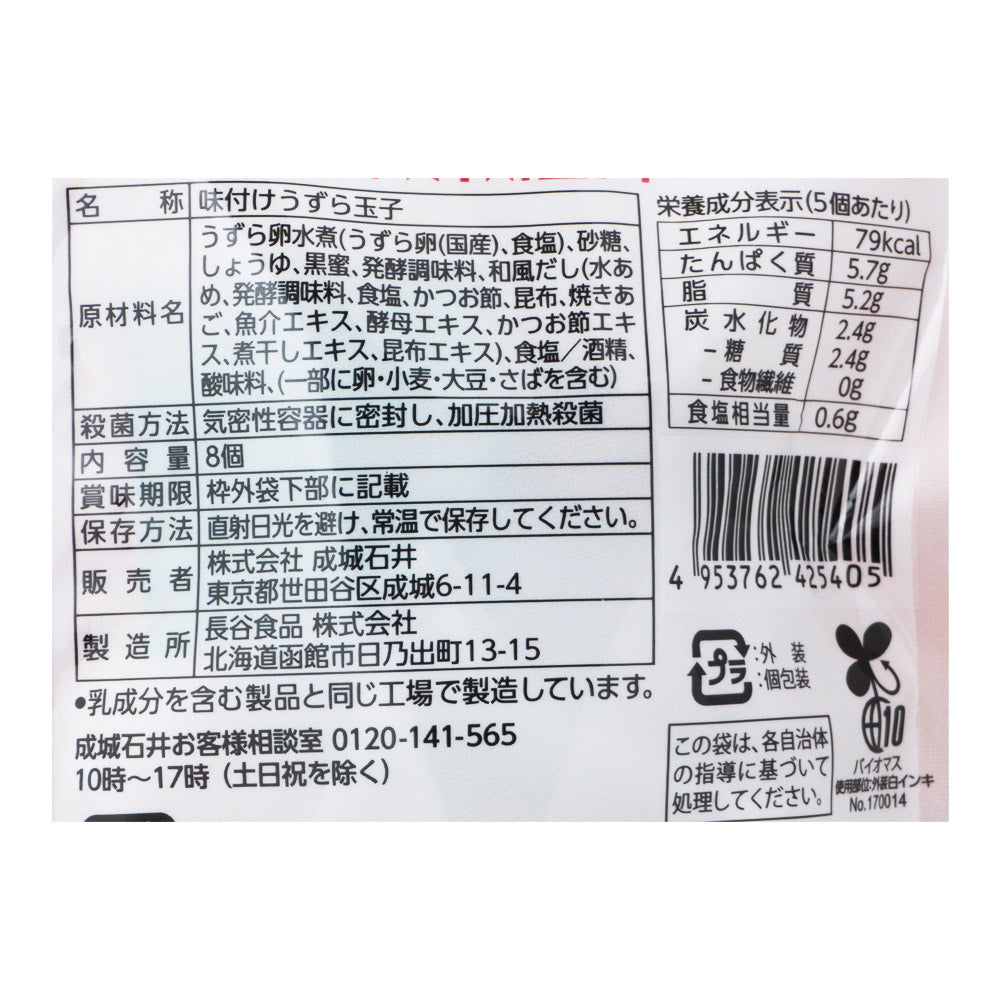 名称 味付けうずら玉子
原材料名 うずら卵水煮(うずら卵(国産)、食塩)、砂糖、
しょうゆ、黒蜜、発酵調味料、和風だし(水あ
め、発酵調味料、食塩、かつお節、昆布、焼きあ
ご、魚介エキス、酵母エキス、かつお節エキ
ス、煮干しエキス、昆布エキス)、食塩／酒精、
酸味料、(一部に卵・小麦・大豆・さばを含む)
殺菌方法 気密性容器に密封し、加圧加熱殺菌
内容量 8個
賞味期限 枠外袋下部に記載
保存方法 直射日光を避け、常温で保存してください。
販売者 株式会社 成城石井
東京都世田谷区成城6-11-4
製造所 長谷食品 株式会社
北海道函館市日乃出町13-15
•乳成分を含む製品と同じ工場で製造しています。
成城石井お客様相談室 0120-141-565
10時～17時 (土日祝を除く)
栄養成分表示(5個あたり)
エネルギー 79kcal
たんぱく質 5.7g
脂質 5.2g
炭水化物 2.4g
-糖質 2.4g
-食物繊維 0g
食塩相当量 0.6g
4 953762 425405
プラ :外装
:個包装
この袋は、各自治体
の指導に基づいて
処理してください。
10
バイオマス
使用部位:外装白インキ
No.170014